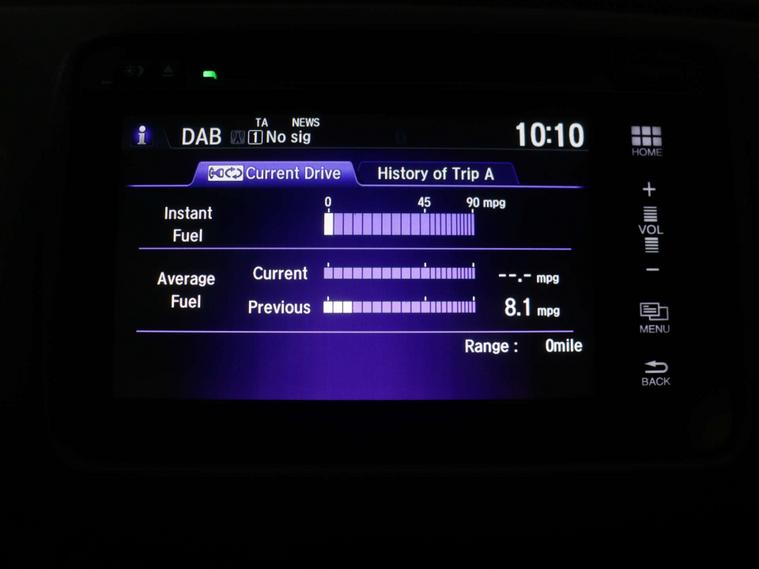 TA NEWS
i DAB 1 No sig 10:10
HOME
Current Drive History of Trip A
0 45 90 mpg
Instant
Fuel
+
VOL
-
Average
Fuel
Current --.- mpg
Previous 8.1 mpg
MENU
Range : 0mile
BACK